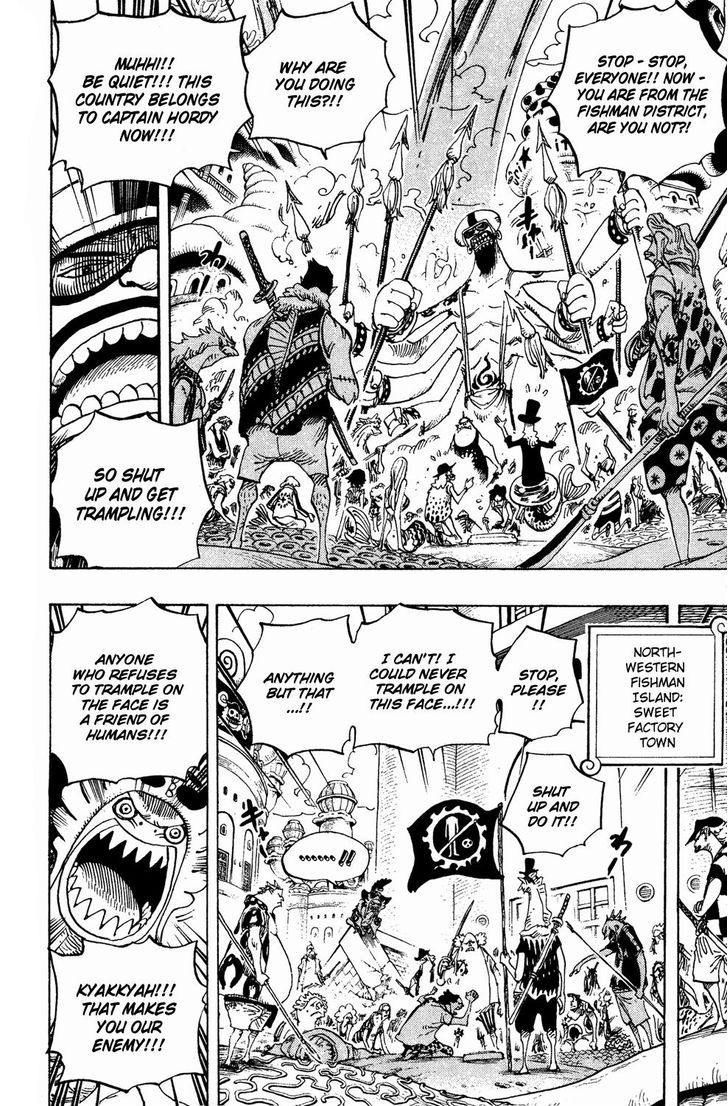 STOP - STOP,
EVERYONE!! NOW -
YOU ARE FROM THE
FISHMAN DISTRICT,
ARE YOU NOT?!
WHY ARE
YOU DOING
THIS?!!
MUHHI!!
BE QUIET!!! THIS
COUNTRY BELONGS
TO CAPTAIN HORDY
NOW!!!
SO SHUT
UP AND GET
TRAMPLING!!!
NORTH-
WESTERN
FISHMAN
ISLAND:
SWEET
FACTORY
TOWN
STOP,
PLEASE
!!
I CAN'T! I
COULD NEVER
TRAMPLE ON
THIS FACE...!!!
ANYTHING
BUT THAT
...!!
SHUT
UP AND
DO IT!!
........!!
ANYONE
WHO REFUSES
TO TRAMPLE ON
THE FACE IS
A FRIEND OF
HUMANS!!!
KYAKKYAH!!!
THAT MAKES
YOU OUR
ENEMY!!!